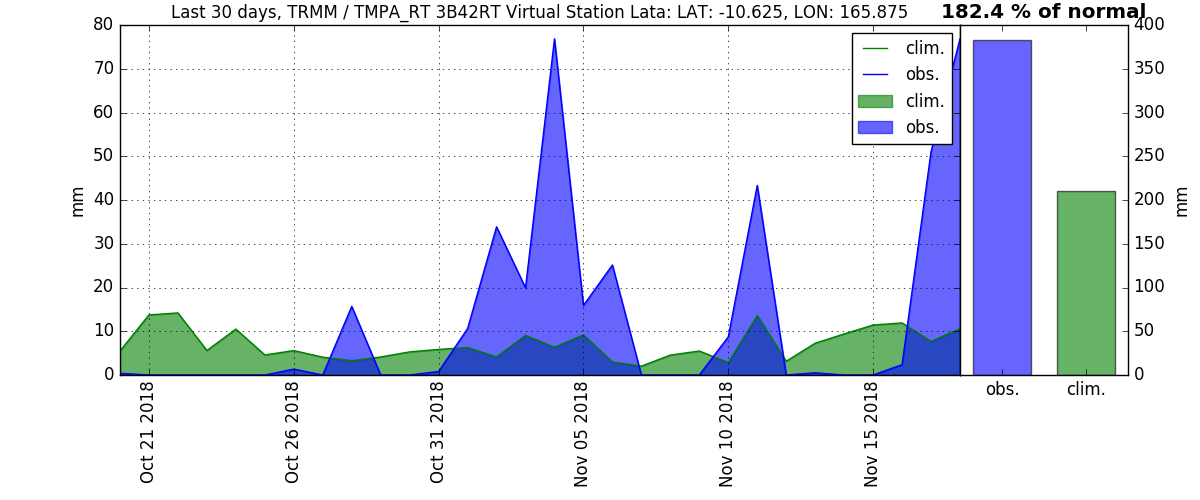 Last 30 days, TRMM / TMPA_RT 3B42RT Virtual Station Lata: LAT: -10.625, LON: 165.875
182.4 % of normal
80
70
60
50
40
30
20
10
0
mm
clim.
obs.
clim.
obs.
400
350
300
250
200
150
100
50
0
mm
obs.
clim.
Oct 21 2018
Oct 26 2018
Oct 31 2018
Nov 05 2018
Nov 10 2018
Nov 15 2018